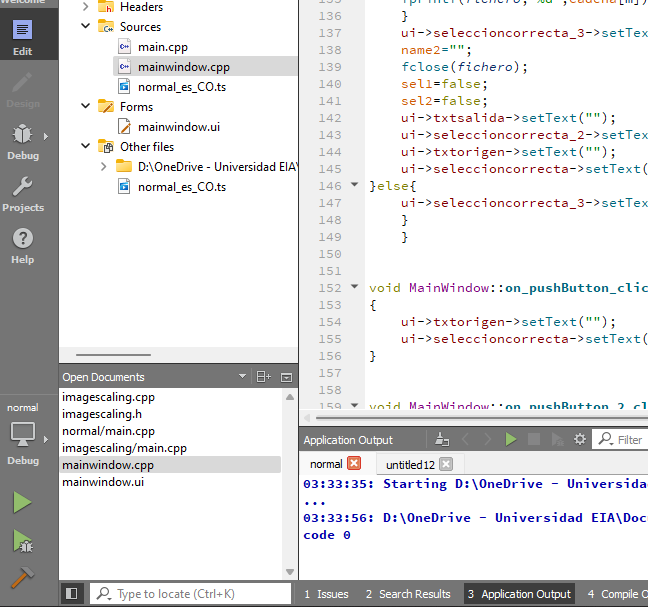 Welcome
Edit
Design
Debug
Projects
Help
normal
Debug
Headers
Sources
main.cpp
mainwindow.cpp
normal_es_CO.ts
Forms
mainwindow.ui
Other files
D:\OneDrive - Universidad EIA\
normal_es_CO.ts
Open Documents
imagescaling.cpp
imagescaling.h
normal/main.cpp
imagescaling/main.cpp
mainwindow.cpp
mainwindow.ui
135 fprintf(fichero,"%d",cadena[m])
136 }
137 ui->seleccioncorrecta_3->setTex
138 name2="";
139 fclose(fichero);
140 sel1=false;
141 sel2=false;
142 ui->txtsalida->setText("");
143 ui->seleccioncorrecta_2->setTex
144 ui->txtorigen->setText("");
145 ui->seleccioncorrecta->setText(
146 }else{
147 ui->seleccioncorrecta_3->setTex
148 }
149 }
150
151
152 void MainWindow::on_pushButton_clic
153 {
154 ui->txtorigen->setText("");
155 ui->seleccioncorrecta->setText(
156 }
157
158
159 void MainWindow::on_pushButton_2_cl
Application Output
Filter
normal
untitled12
03:33:35: Starting D:\OneDrive - Universida
...
03:33:56: D:\OneDrive - Universidad EIA\Doc
code 0
Type to locate (Ctrl+K)
1 Issues
2 Search Results
3 Application Output
4 Compile O